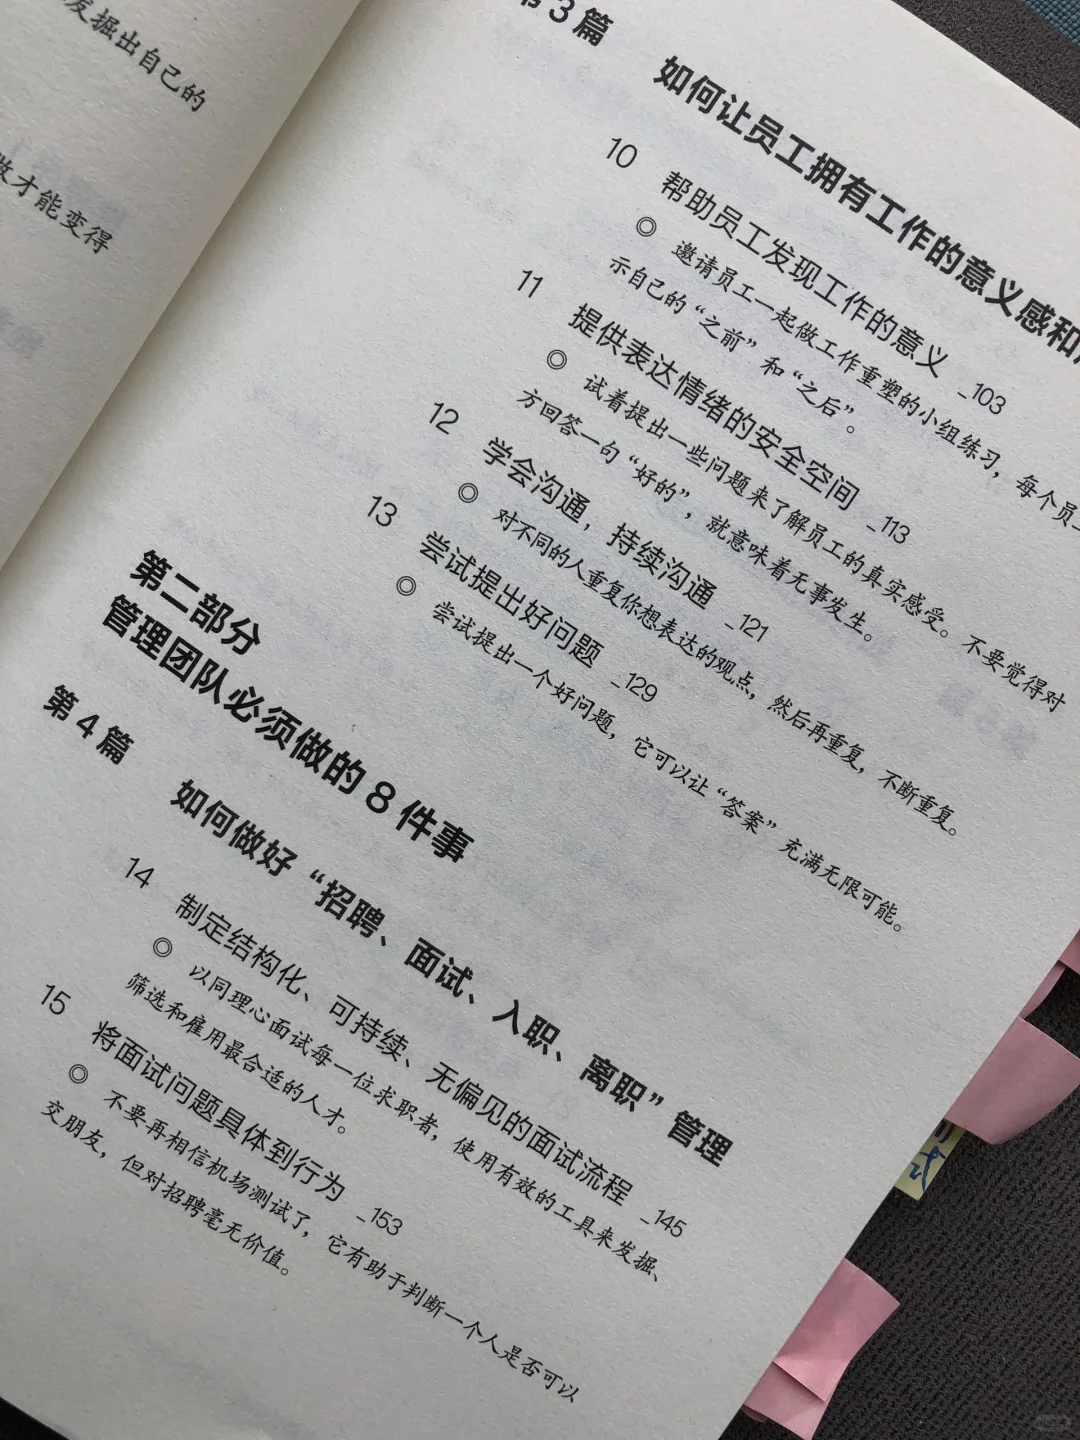 发掘出自己的
才能变得
第3篇
如何让员工拥有工作的意义感和
10 帮助员工发现工作的意义 _103
◎ 邀请员工一起做工作重塑的小组练习，每个员工
示自己的“之前”和“之后”。
11 提供表达情绪的安全空间 _113
◎ 试着提出一些问题来了解员工的真实感受。不要觉得对
方回答一句“好的”，就意味着无事发生。
12 学会沟通，持续沟通 _121
◎ 对不同的人重复你想表达的观点，然后再重复，不断重复。
13 尝试提出好问题 _129
◎ 尝试提出一个好问题，它可以让“答案”充满无限可能。
第二部分
管理团队必须做的8件事
第4篇
如何做好“招聘、面试、入职、离职”管理
14 制定结构化、可持续、无偏见的面试流程 _145
◎ 以同理心面试每一位求职者，使用有效的工具来发掘、
筛选和雇用最合适的人才。
15 将面试问题具体到行为 _153
◎ 不要再相信机场测试了，它有助于判断一个人是否可以
交朋友，但对招聘毫无价值。
式